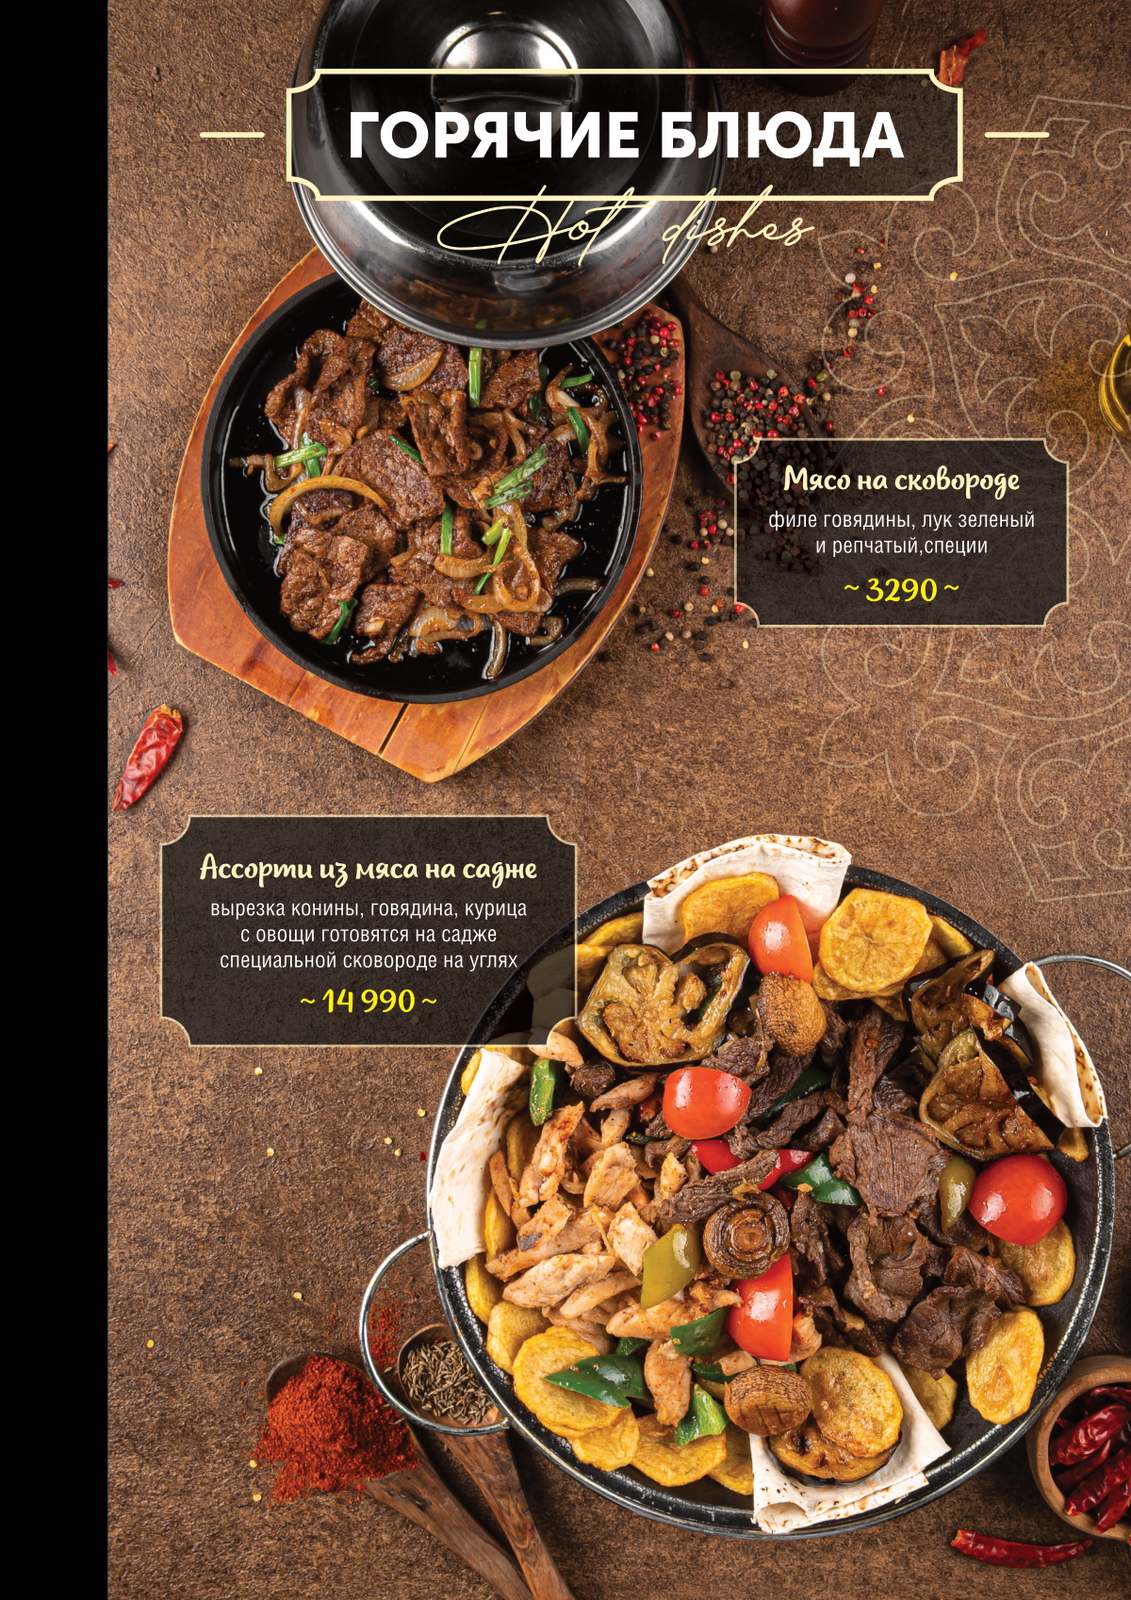 ГОРЯЧИЕ БЛЮДА
Hot dishes
Мясо на сковороде
филе говядины, лук зеленый
и репчатый,специи
~ 3290 ~
Ассорти из мяса на садже
вырезка конины, говядина, курица
с овощи готовятся на садже
специальной сковороде на углях
~ 14 990 ~